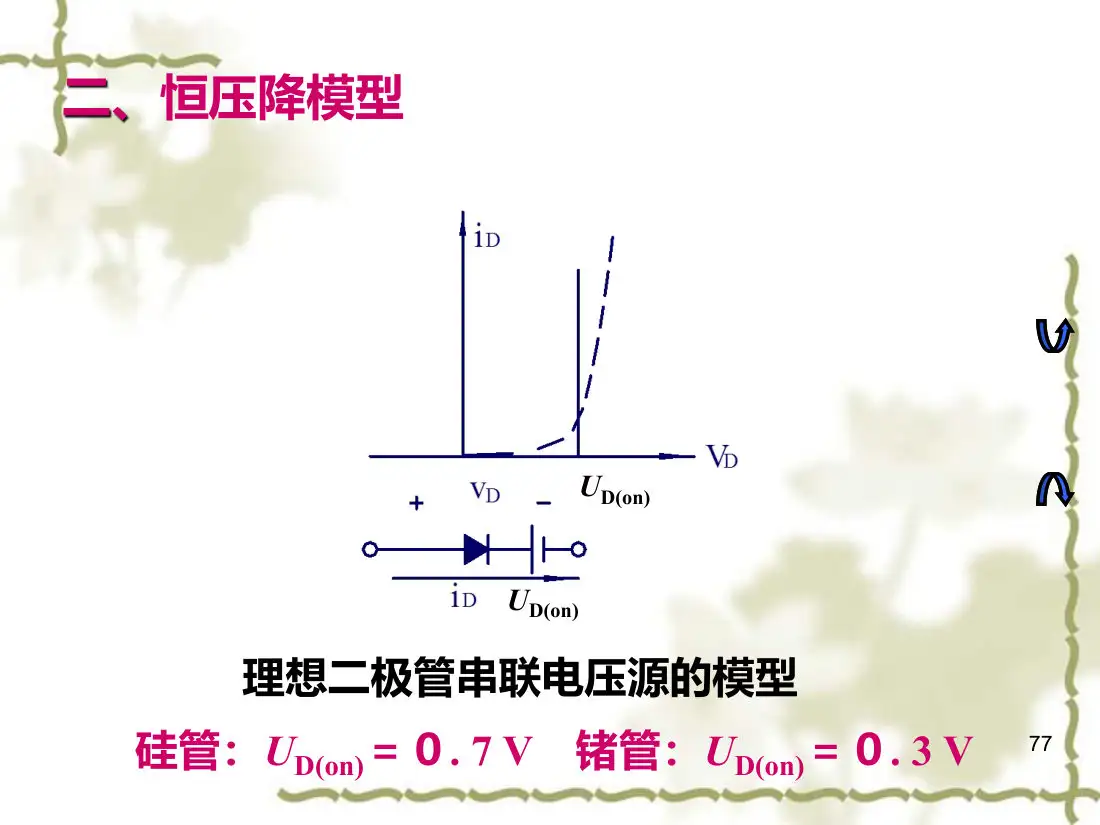 二、恒压降模型
iD
VD
+ vD − UD(on)
iD UD(on)
理想二极管串联电压源的模型
硅管：UD(on) = 0.7 V 锗管：UD(on) = 0.3 V
77